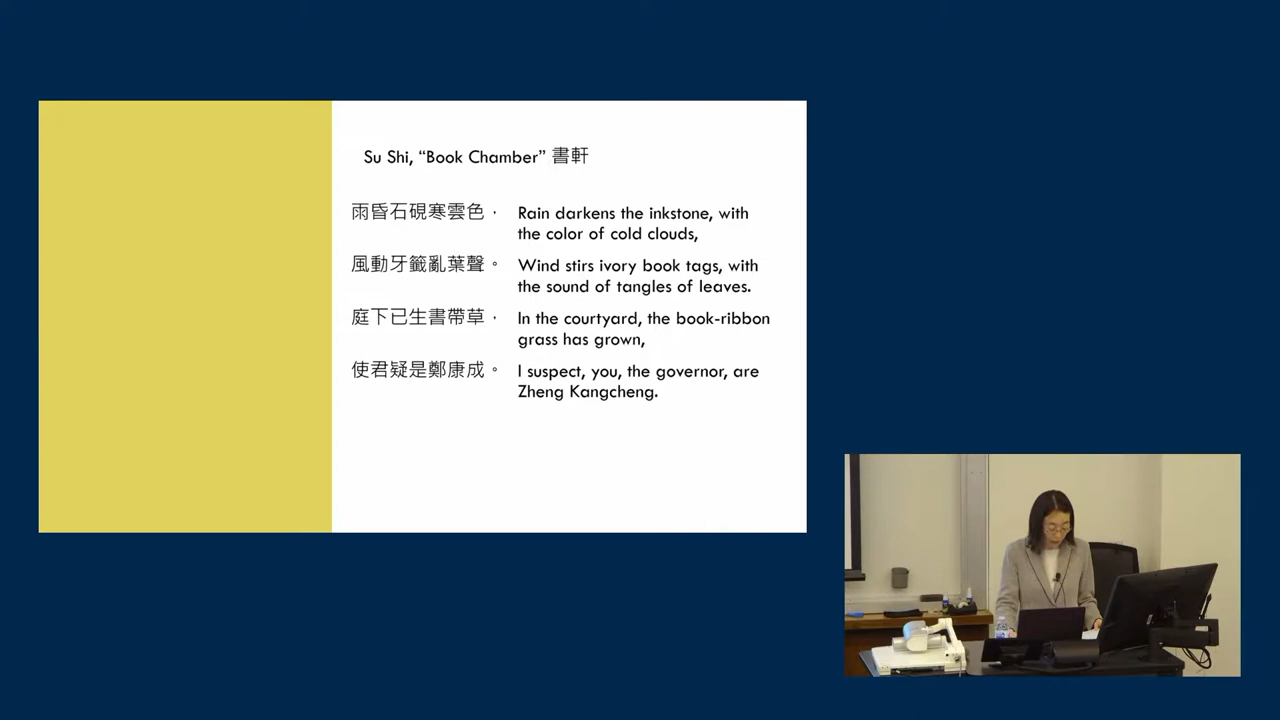 Su Shi, “Book Chamber” 書軒
雨昏石硯寒雲色，
Rain darkens the inkstone, with
the color of cold clouds,
風動牙籤亂葉聲。
Wind stirs ivory book tags, with
the sound of tangles of leaves.
庭下已生書帶草，
In the courtyard, the book-ribbon
grass has grown,
使君疑是鄭康成。
I suspect, you, the governor, are
Zheng Kangcheng.